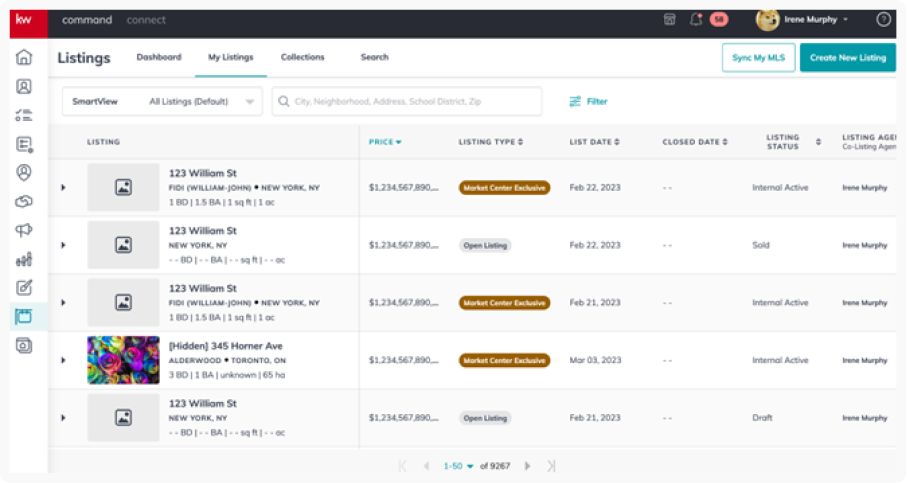 kw command connect 58 Irene Murphy ?
Listings Dashboard My Listings Collections Search Sync My MLS Create New Listing
SmartView All Listings (Default) City, Neighborhood, Address, School District, Zip Filter
LISTING PRICE LISTING TYPE LIST DATE CLOSED DATE LISTING STATUS LISTING AGE
Co-Listing Agen
123 William St
FIDI (WILLIAM-JOHN) • NEW YORK, NY
1 BD | 1.5 BA | 1 sq ft | 1 ac
$1,234,567,890,... Market Center Exclusive Feb 22, 2023 - - Internal Active Irene Murphy
123 William St
NEW YORK, NY
- - BD | - - BA | - - sq ft | - - ac
$1,234,567,890,... Open Listing Feb 22, 2023 - - Sold Irene Murphy
123 William St
FIDI (WILLIAM-JOHN) • NEW YORK, NY
1 BD | 1.5 BA | 1 sq ft | 1 ac
$1,234,567,890,... Market Center Exclusive Feb 21, 2023 - - Internal Active Irene Murphy
[Hidden] 345 Horner Ave
ALDERWOOD • TORONTO, ON
3 BD | 1 BA | unknown | 65 ha
$1,234,567,890,... Market Center Exclusive Mar 03, 2023 - - Internal Active Irene Murphy
123 William St
NEW YORK, NY
- - BD | - - BA | - - sq ft | - - ac
$1,234,567,890,... Open Listing Feb 21, 2023 - - Draft Irene Murphy
1-50 of 9267